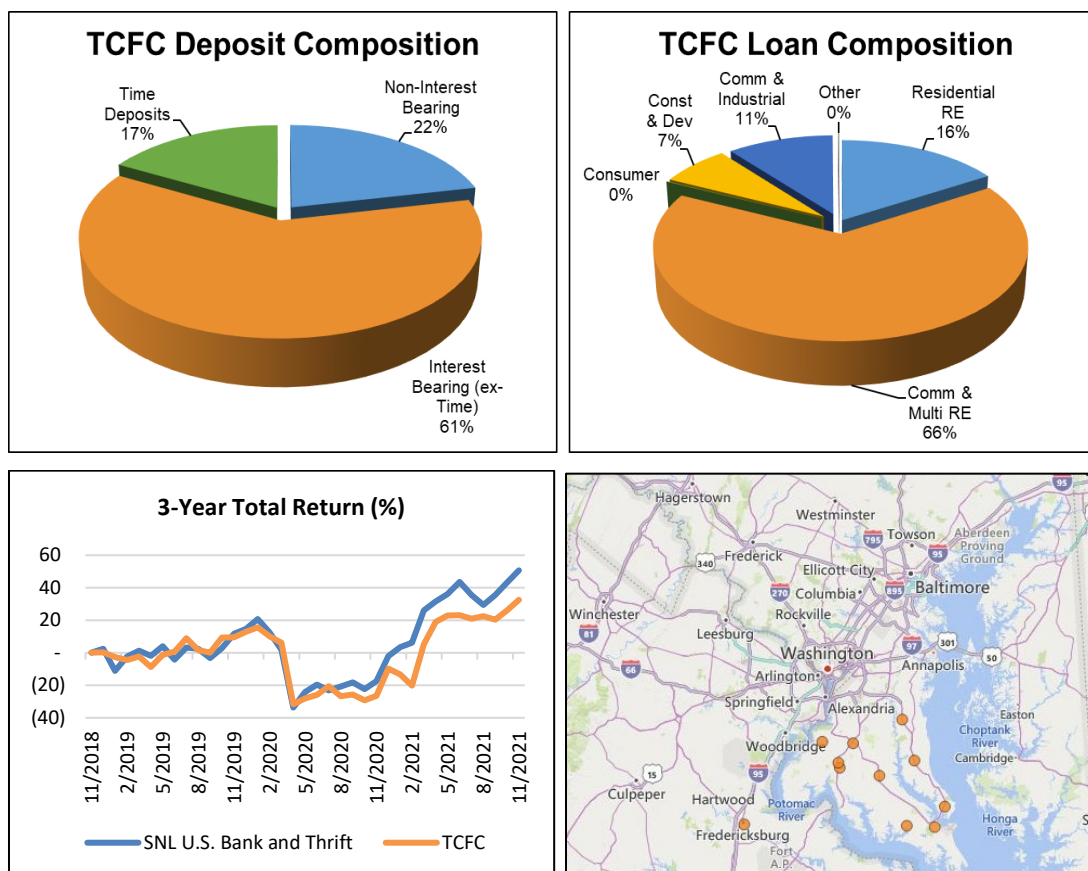 TCFC Deposit Composition
Time
Deposits
17%
Non-Interest
Bearing
22%
Interest
Bearing (ex-
Time)
61%
TCFC Loan Composition
Comm &
Industrial
11%
Other
0%
Residential
RE
16%
Const
& Dev
7%
Consumer
0%
Comm &
Multi RE
66%
3-Year Total Return (%)
60
40
20
-
(20)
(40)
11/2018
2/2019
5/2019
8/2019
11/2019
2/2020
5/2020
8/2020
11/2020
2/2021
5/2021
8/2021
11/2021
SNL U.S. Bank and Thrift
TCFC
Hagerstown
95
Westminster
795
Towson
95
Aberdeen
Proving
Ground
Frederick
340
Ellicott City
270
Columbia
895
Baltimore
Winchester
Rockville
81
Leesburg
97
301
50
Washington
Annapolis
66
Arlington
Springfield
Alexandria
Easton
Choptank
River
Cambridge
Woodbridge
15
95
Culpeper
Hartwood
Potomac
River
Honga
River
S
Fredericksburg
Fort
A.P.